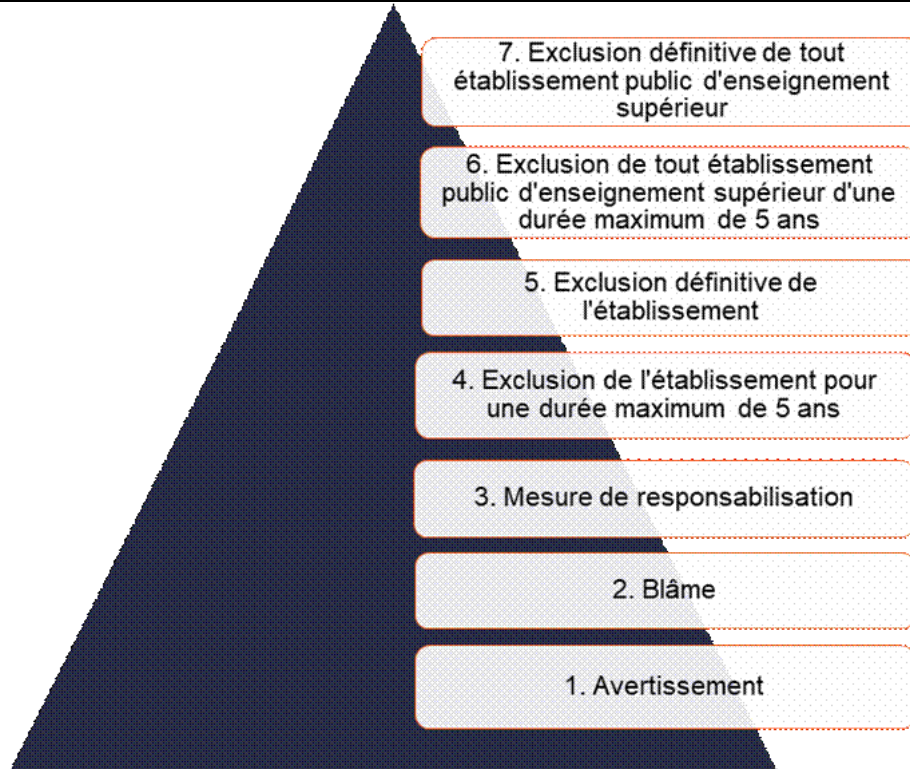 7. Exclusion définitive de tout
établissement public d'enseignement
supérieur
6. Exclusion de tout établissement
public d'enseignement supérieur d'une
durée maximum de 5 ans
5. Exclusion définitive de
l'établissement
4. Exclusion de l'établissement pour
une durée maximum de 5 ans
3. Mesure de responsabilisation
2. Blâme
1. Avertissement